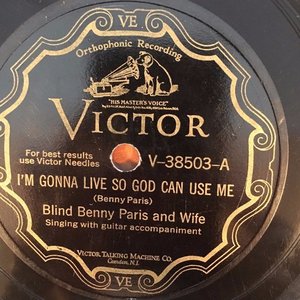 VE
Orthophonic Recording
"HIS MASTER'S VOICE"
VICTOR
For best results
use Victor Needles
V-38503-A
I'M GONNA LIVE SO GOD CAN USE ME
(Benny Paris)
Blind Benny Paris and Wife
Singing with guitar accompaniment
VICTOR TALKING MACHINE CO.
Camden, N.J.
VE